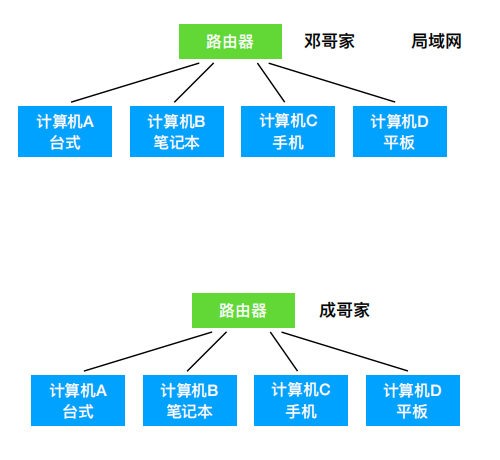 路由器 邓哥家 局域网
计算机A 计算机B 计算机C 计算机D
台式 笔记本 手机 平板
路由器 成哥家
计算机A 计算机B 计算机C 计算机D
台式 笔记本 手机 平板